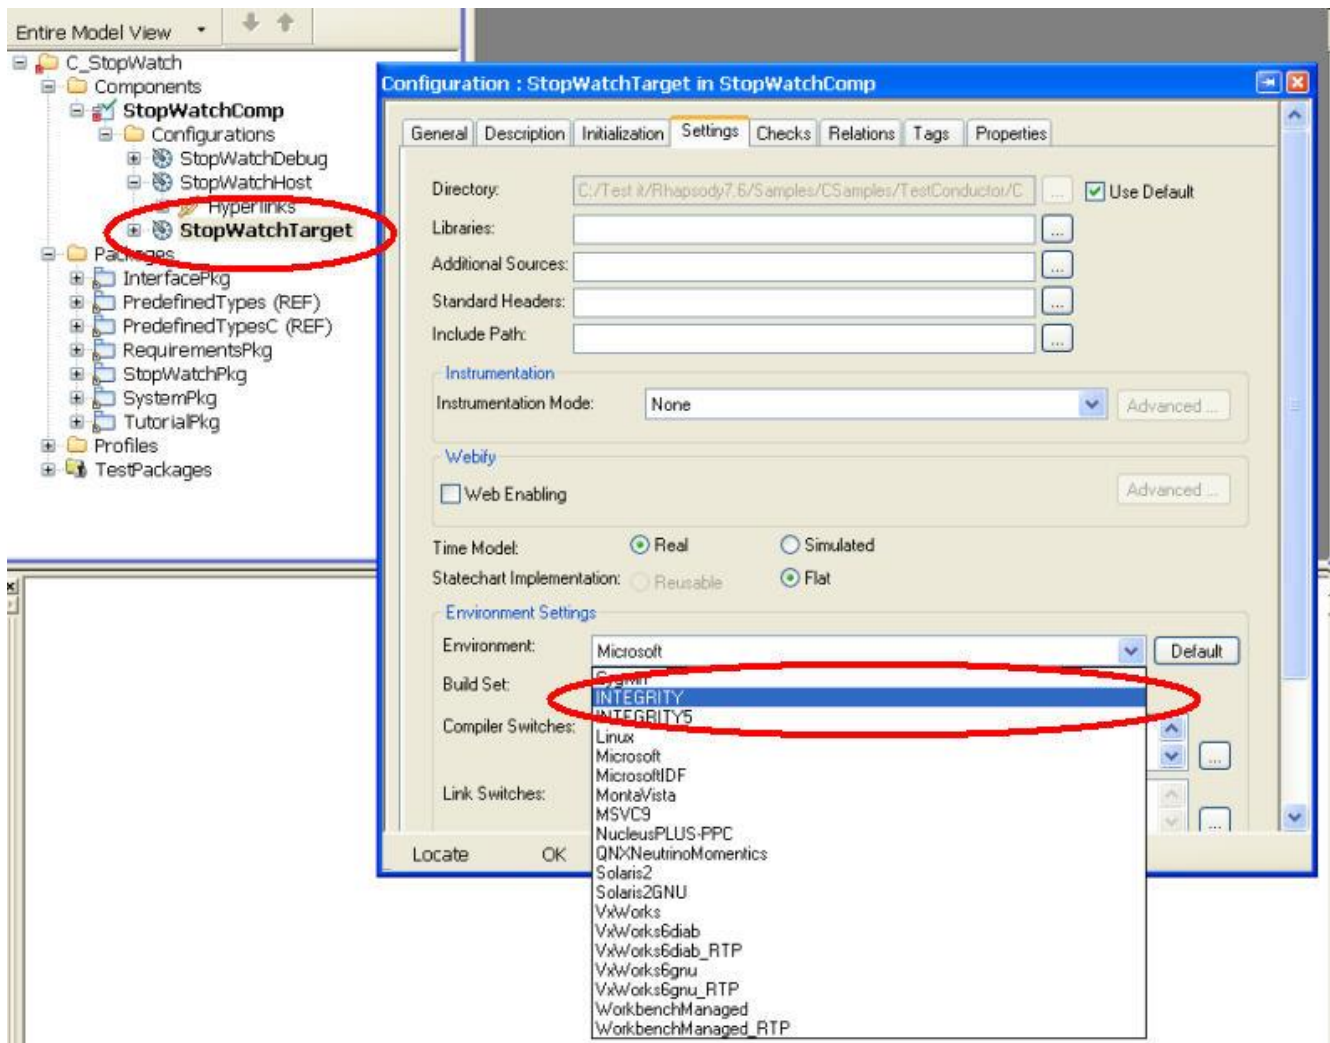 Entire Model View
C_StopWatch
Components
StopWatchComp
Configurations
StopWatchDebug
StopWatchHost
Hyperlinks
StopWatchTarget
Packages
InterfacePkg
PredefinedTypes (REF)
PredefinedTypesC (REF)
RequirementsPkg
StopWatchPkg
SystemPkg
TutorialPkg
Profiles
TestPackages
Configuration : StopWatchTarget in StopWatchComp
General Description Initialization Settings Checks Relations Tags Properties
Directory: C:/Test it/Rhapsody7.6/Samples/CSamples/TestConductor/C ... Use Default
Libraries: ...
Additional Sources: ...
Standard Headers: ...
Include Path: ...
Instrumentation
Instrumentation Mode: None Advanced ...
Webify
Web Enabling Advanced ...
Time Model: Real Simulated
Statechart Implementation: Reusable Flat
Environment Settings
Environment: Microsoft Default
Build Set:
Compiler Switches: ...
Link Switches: ...
Locate OK
Cygwin
INTEGRITY
INTEGRITY5
Linux
Microsoft
MicrosoftIDF
MontaVista
MSVC9
NucleusPLUS-PPC
QNXNeutrinoMomentics
Solaris2
Solaris2GNU
VxWorks
VxWorks6diab
VxWorks6diab_RTP
VxWorks6gnu
VxWorks6gnu_RTP
WorkbenchManaged
WorkbenchManaged_RTP